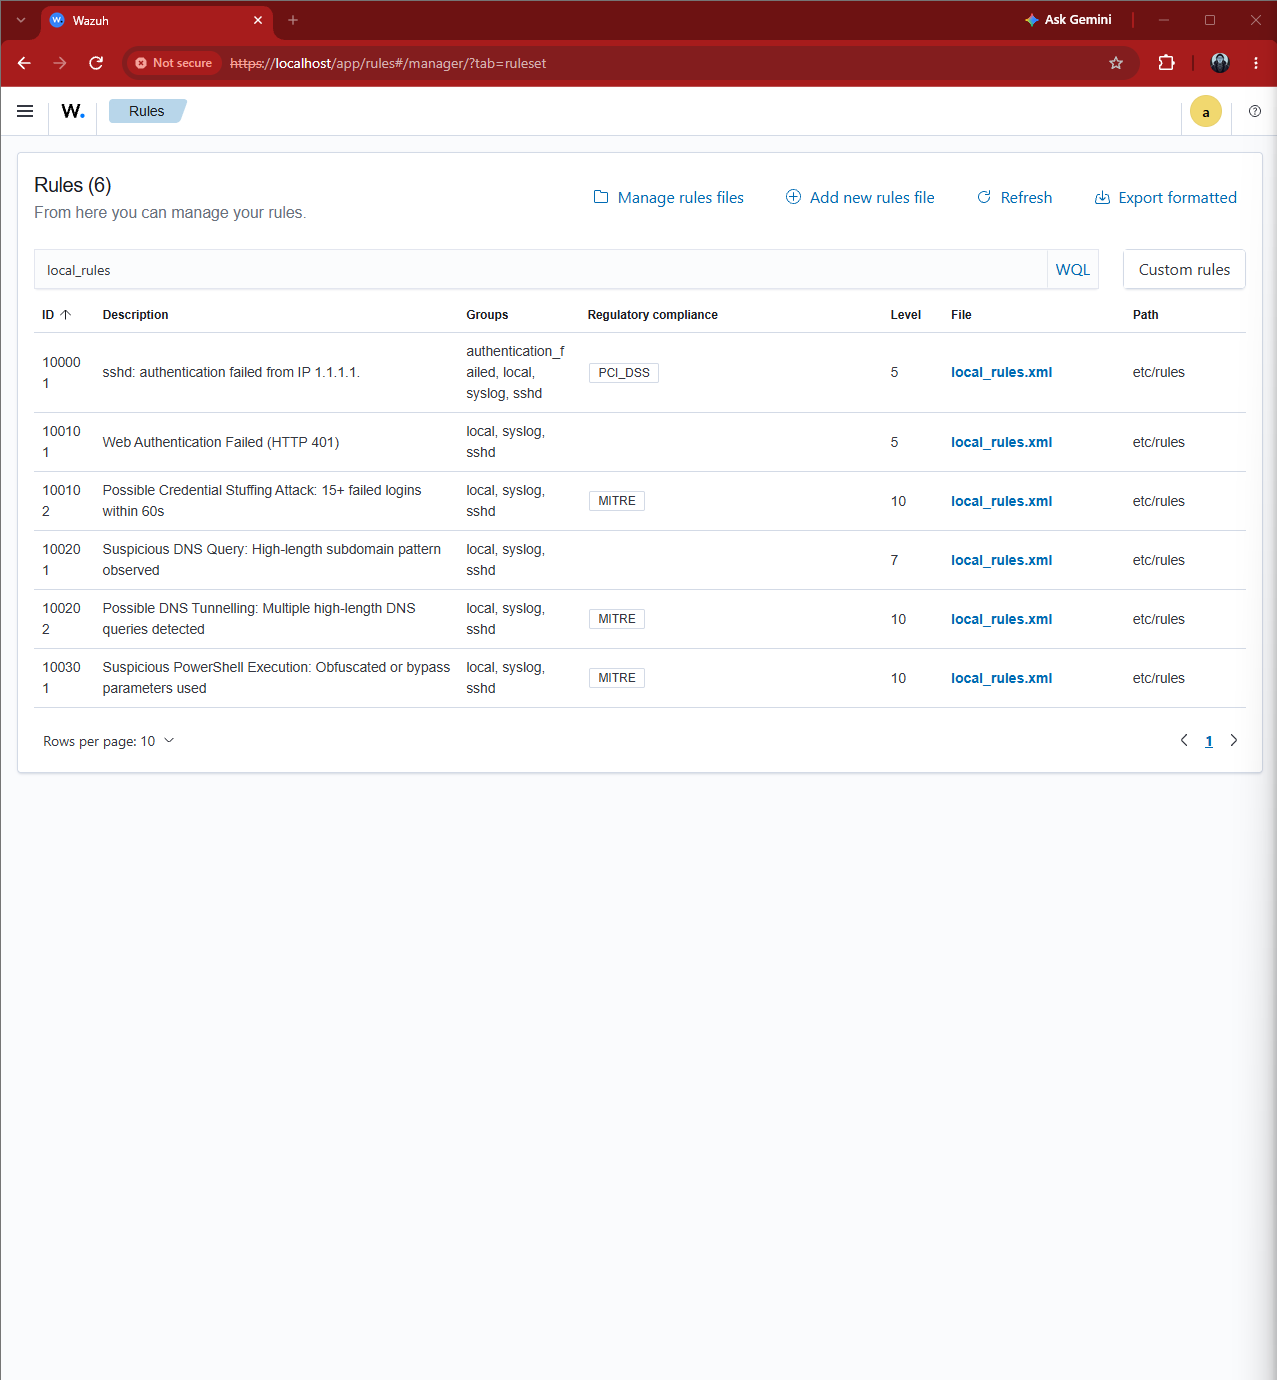 Wazuh
Ask Gemini
Not secure
https://localhost/app/rules#/manager/?tab=ruleset
W.
Rules
a
Rules (6)
From here you can manage your rules.
Manage rules files
Add new rules file
Refresh
Export formatted
local_rules
WQL
Custom rules
ID Description Groups Regulatory compliance Level File Path
10000
1
sshd: authentication failed from IP 1.1.1.1.
authentication_f
ailed, local,
syslog, sshd
PCI_DSS
5
local_rules.xml
etc/rules
10010
1
Web Authentication Failed (HTTP 401)
local, syslog,
sshd
5
local_rules.xml
etc/rules
10010
2
Possible Credential Stuffing Attack: 15+ failed logins
within 60s
local, syslog,
sshd
MITRE
10
local_rules.xml
etc/rules
10020
1
Suspicious DNS Query: High-length subdomain pattern
observed
local, syslog,
sshd
7
local_rules.xml
etc/rules
10020
2
Possible DNS Tunnelling: Multiple high-length DNS
queries detected
local, syslog,
sshd
MITRE
10
local_rules.xml
etc/rules
10030
1
Suspicious PowerShell Execution: Obfuscated or bypass
parameters used
local, syslog,
sshd
MITRE
10
local_rules.xml
etc/rules
Rows per page: 10
1